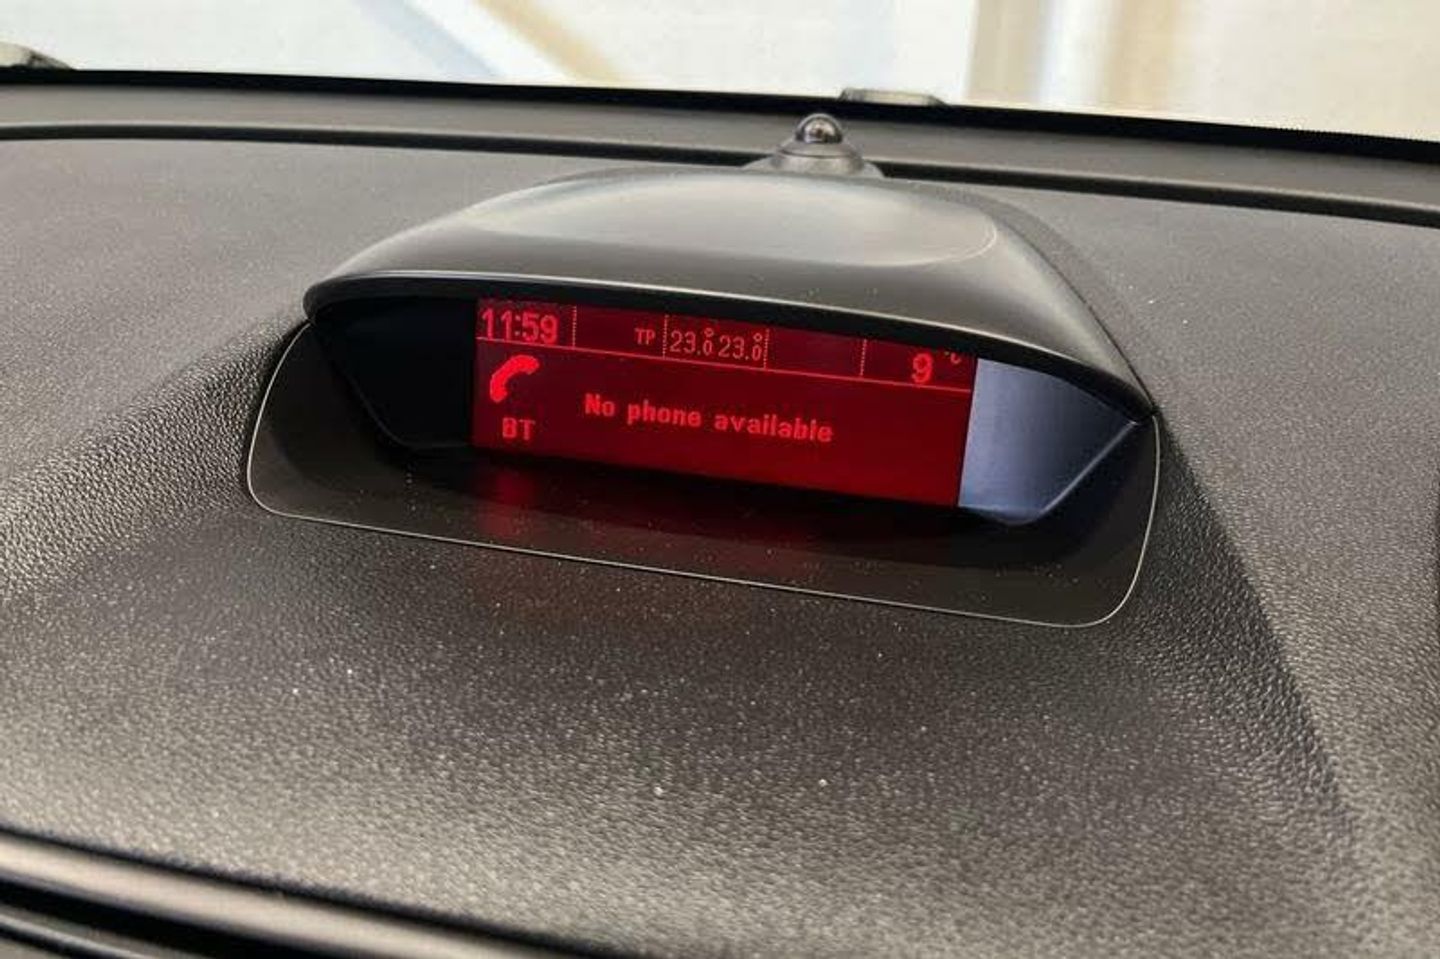 11:59 TP 23.0° 23.0° 9 °C
No phone available
BT